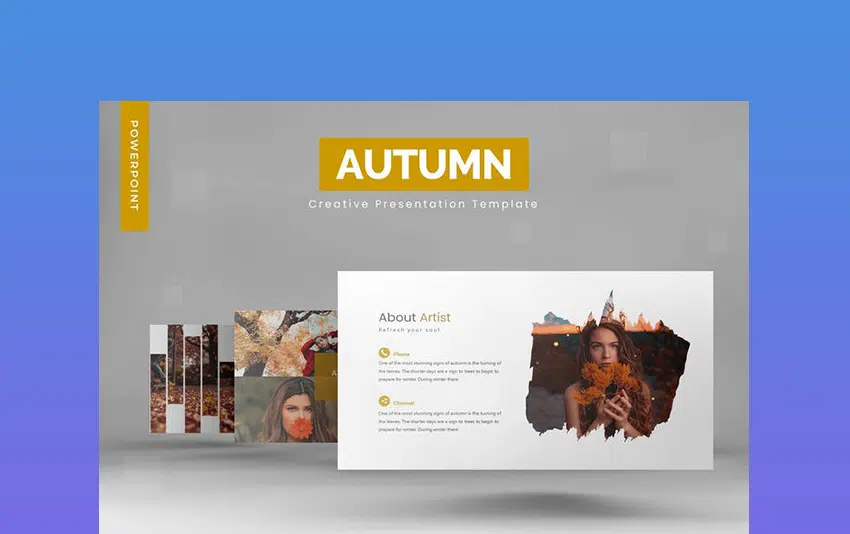 POWERPOINT
AUTUMN
Creative Presentation Template
About Artist
Refresh your soul
Phone
One of the most stunning signs of autumn is the turning of
the leaves. The shorter days are a sign to trees to begin to
prepare for winter. During winter there
Channel
One of the most stunning signs of autumn is the turning of
the leaves. The shorter days are a sign to trees to begin to
prepare for winter. During winter there
A